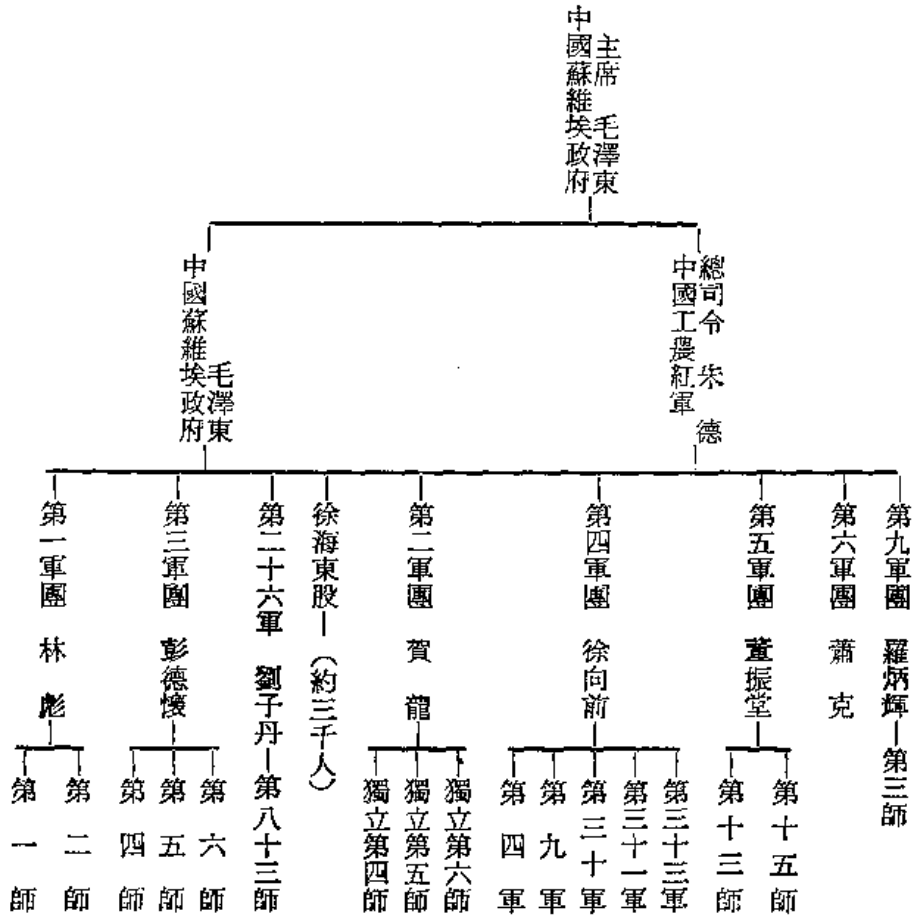 主席　毛澤東
中國蘇維埃政府
總司令　朱　德
中國工農紅軍
毛澤東
中國蘇維埃政府
第九軍團　羅炳輝
第三師
第六軍團　蕭　克
第五軍團　董振堂
第十五師
第十三師
第四軍團　徐向前
第三十三軍
第三十一軍
第三十軍
第九軍
第四軍
第二軍團　賀　龍
獨立第六師
獨立第五師
獨立第四師
徐海東股
（約三千人）
第二十六軍　劉子丹
第八十三師
第三軍團　彭德懷
第六師
第五師
第四師
第一軍團　林　彪
第二師
第一師